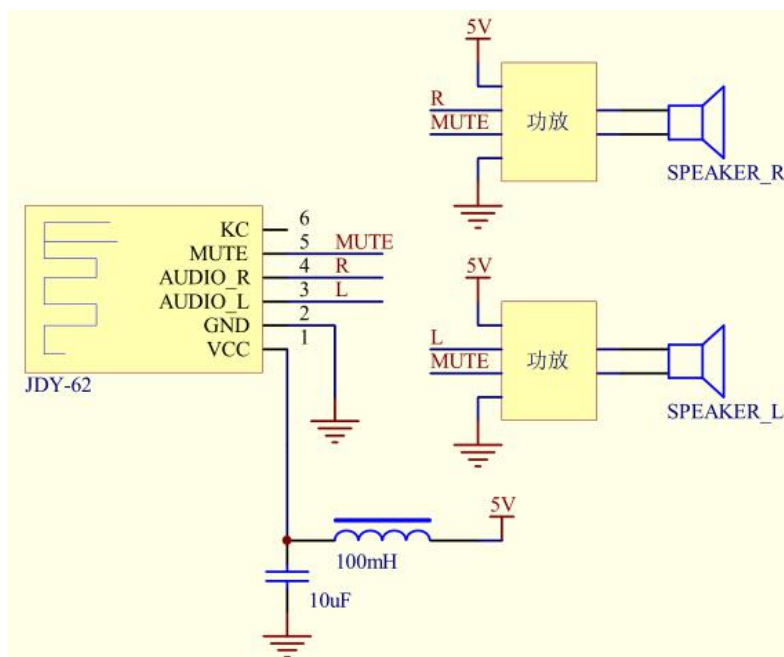 5V
R
MUTE
功放
SPEAKER_R
KC 6
MUTE 5 MUTE
AUDIO_R 4 R
AUDIO_L 3 L
GND 2
VCC 1
JDY-62
5V
L
MUTE
功放
SPEAKER_L
5V
100mH
10uF